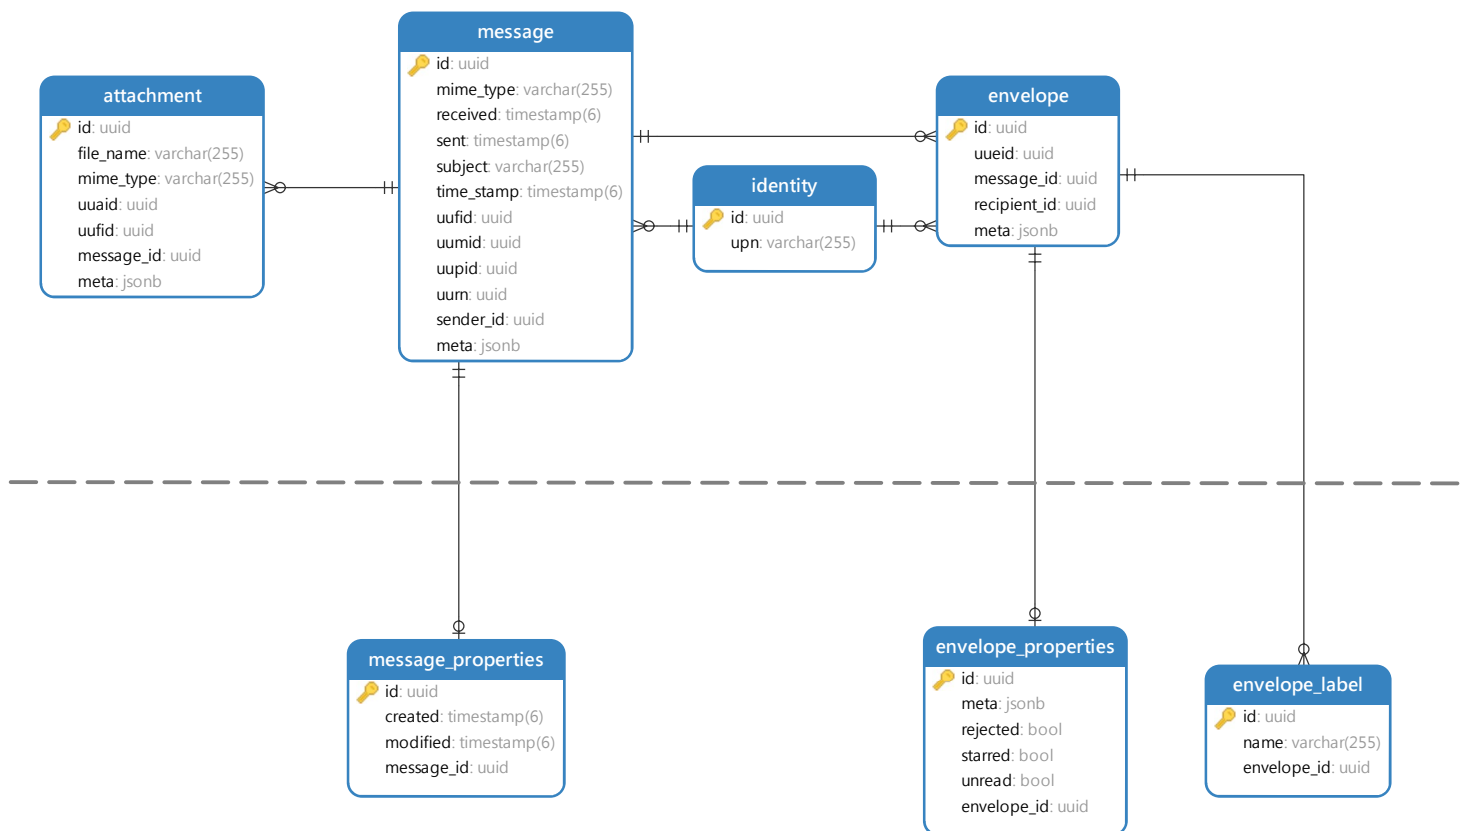 message
id: uuid
mime_type: varchar(255)
received: timestamp(6)
sent: timestamp(6)
subject: varchar(255)
time_stamp: timestamp(6)
uufid: uuid
uumid: uuid
uupid: uuid
uurn: uuid
sender_id: uuid
meta: jsonb
attachment
id: uuid
file_name: varchar(255)
mime_type: varchar(255)
uuaid: uuid
uufid: uuid
message_id: uuid
meta: jsonb
identity
id: uuid
upn: varchar(255)
envelope
id: uuid
uueid: uuid
message_id: uuid
recipient_id: uuid
meta: jsonb
message_properties
id: uuid
created: timestamp(6)
modified: timestamp(6)
message_id: uuid
envelope_properties
id: uuid
meta: jsonb
rejected: bool
starred: bool
unread: bool
envelope_id: uuid
envelope_label
id: uuid
name: varchar(255)
envelope_id: uuid